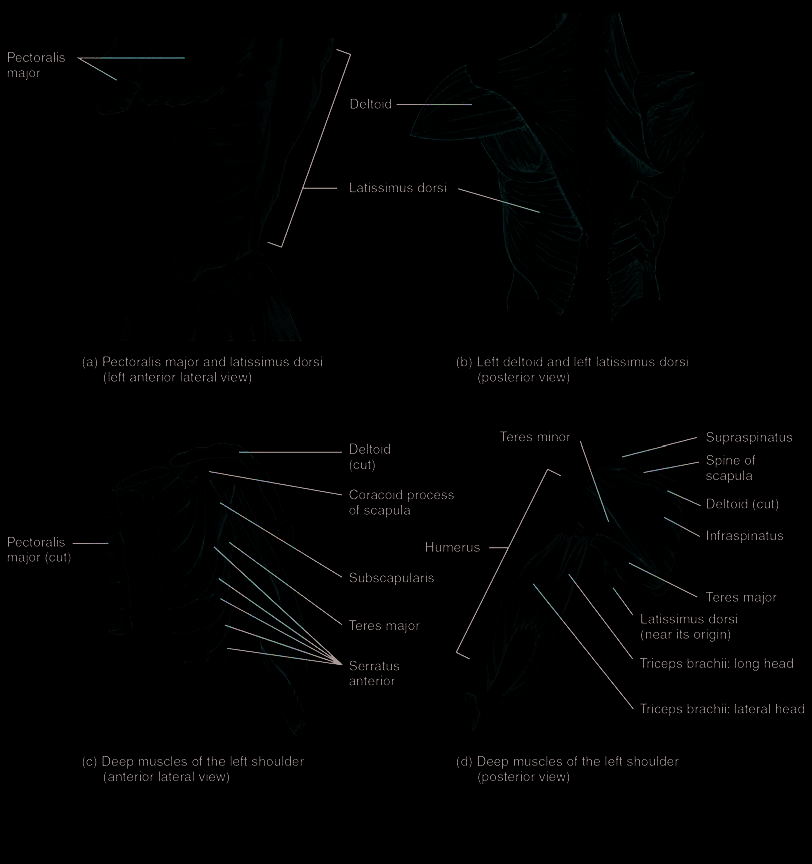 Pectoralis
major
Deltoid
Latissimus dorsi
(a) Pectoralis major and latissimus dorsi
(left anterior lateral view)
(b) Left deltoid and left latissimus dorsi
(posterior view)
Deltoid
(cut)
Coracoid process
of scapula
Pectoralis
major (cut)
Subscapularis
Teres major
Serratus
anterior
(c) Deep muscles of the left shoulder
(anterior lateral view)
Teres minor
Supraspinatus
Spine of
scapula
Deltoid (cut)
Infraspinatus
Humerus
Teres major
Latissimus dorsi
(near its origin)
Triceps brachii: long head
Triceps brachii: lateral head
(d) Deep muscles of the left shoulder
(posterior view)